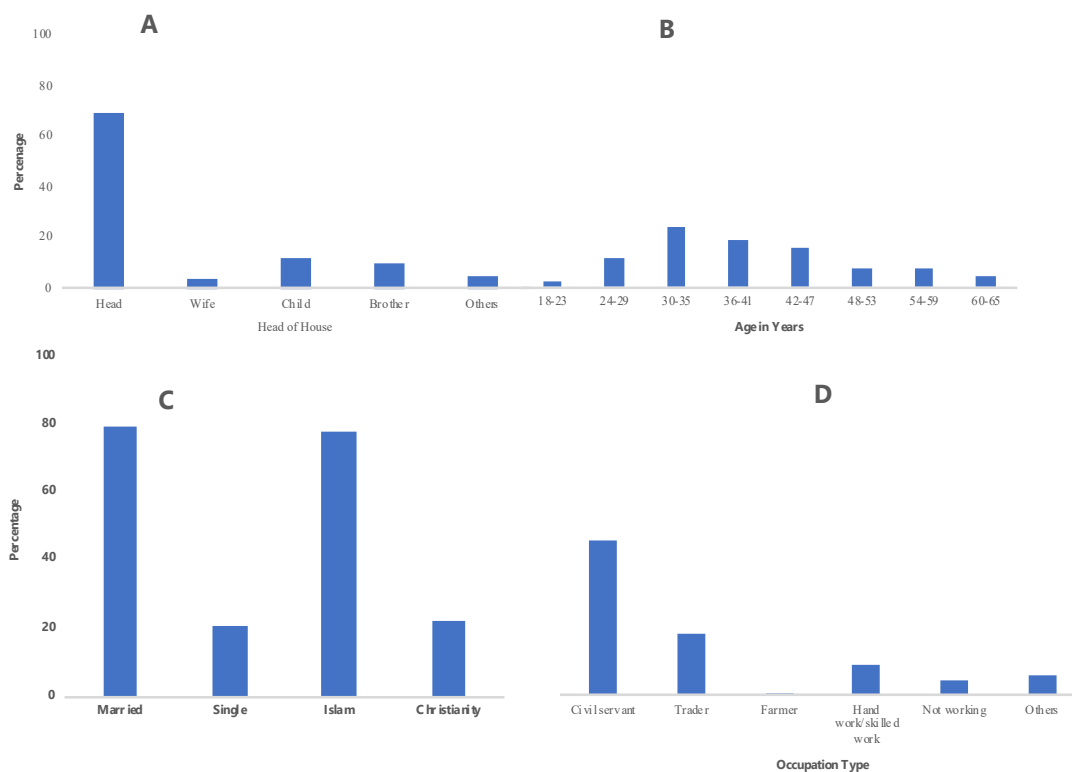 A
B
100
80
60
40
20
0
Percenage
Head Wife Child Brother Others
Head of House
18-23 24-29 30-35 36-41 42-47 48-53 54-59 60-65
Age in Years
C
D
100
80
60
40
20
0
Percentage
Married Single Islam Christianity
Civil servant Trader Farmer Hand Not working Others
work/skilled
work
Occupation Type